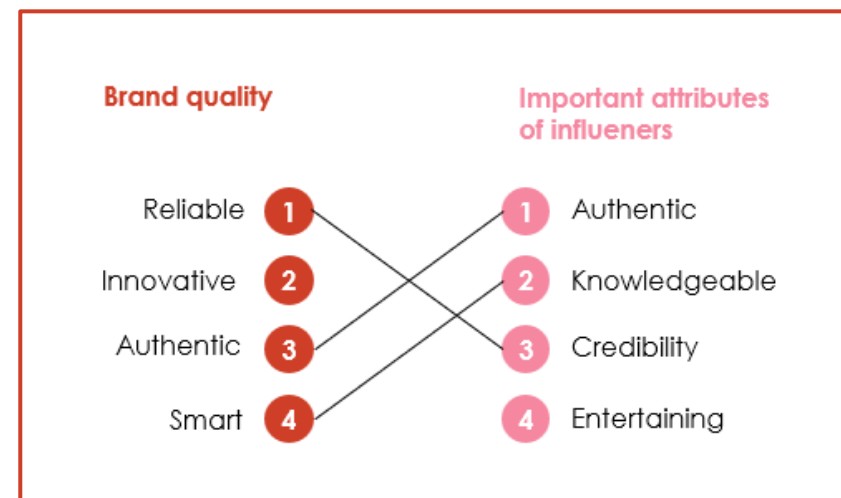 Brand quality
Important attributes
of influeners
Reliable 1
1 Authentic
Innovative 2
2 Knowledgeable
Authentic 3
3 Credibility
Smart 4
4 Entertaining